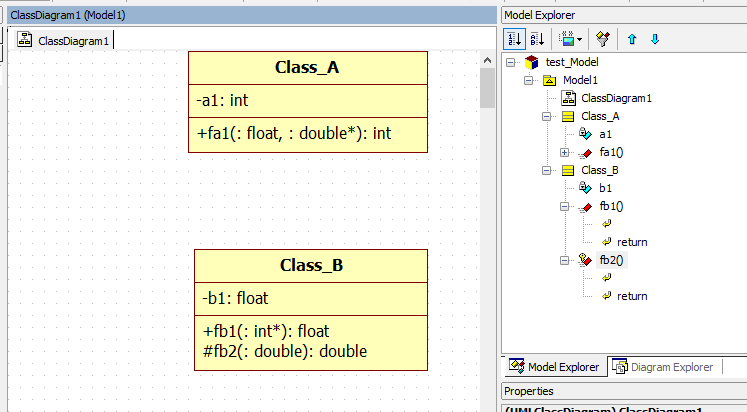 ClassDiagram1 (Model1)
ClassDiagram1
Class_A
-a1: int
+fa1(: float, : double*): int
Class_B
-b1: float
+fb1(: int*): float
#fb2(: double): double
Model Explorer
test_Model
Model1
ClassDiagram1
Class_A
a1
fa1()
Class_B
b1
fb1()
return
fb2()
return
Model Explorer
Diagram Explorer
Properties
(UMLClassDiagram) ClassDiagram1